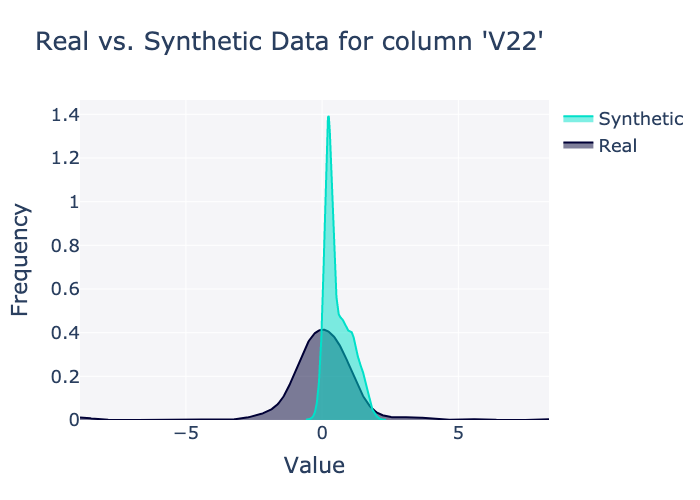 Real vs. Synthetic Data for column 'V22'
Synthetic
Real
1.4
1.2
1
0.8
0.6
0.4
0.2
0
Frequency
−5
0
5
Value